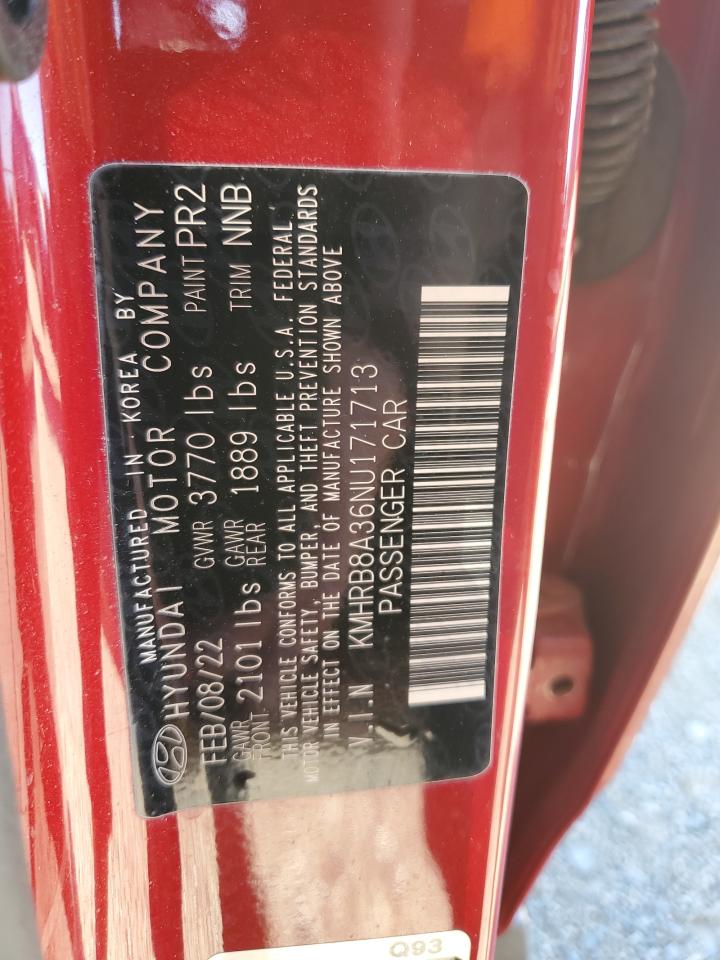 MANUFACTURED IN KOREA BY
HYUNDAI MOTOR COMPANY
FEB/08/22 GVWR 3770 lbs PAINT PR2
GAWR FRONT 2101 lbs GAWR REAR 1889 lbs TRIM NNB
THIS VEHICLE CONFORMS TO ALL APPLICABLE U.S.A. FEDERAL
MOTOR VEHICLE SAFETY, BUMPER, AND THEFT PREVENTION STANDARDS
IN EFFECT ON THE DATE OF MANUFACTURE SHOWN ABOVE
V.I.N KMHRB8A36NU171713
PASSENGER CAR
Q93